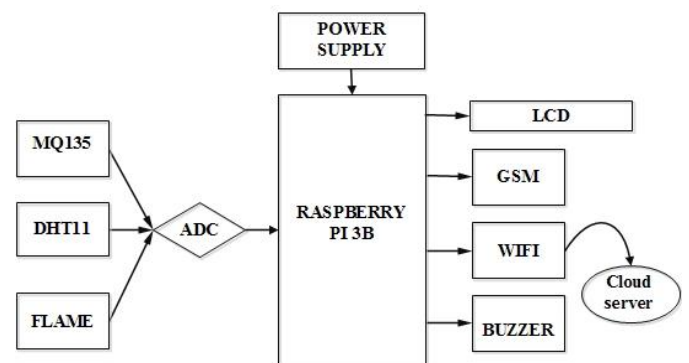 POWER
SUPPLY
MQ135
DHT11
FLAME
ADC
RASPBERRY
PI 3B
LCD
GSM
WIFI
BUZZER
Cloud
server